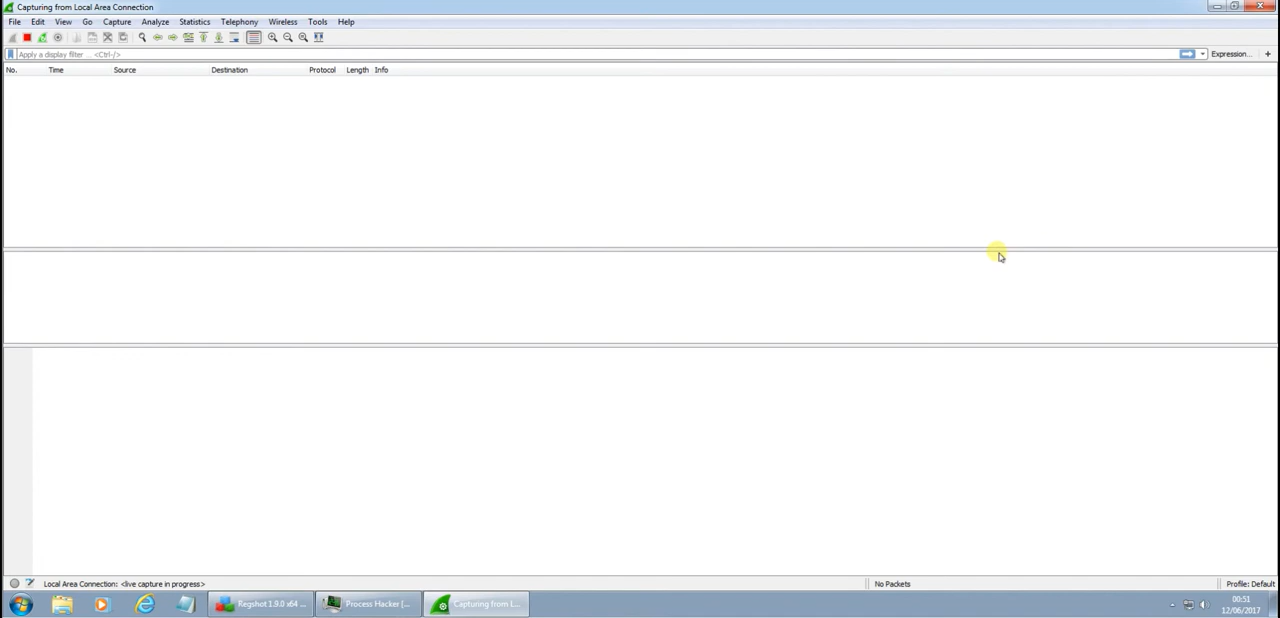 Capturing from Local Area Connection
File Edit View Go Capture Analyze Statistics Telephony Wireless Tools Help
Apply a display filter ... <Ctrl-/> Expression... +
No. Time Source Destination Protocol Length Info
Local Area Connection: <live capture in progress> No Packets Profile: Default
Regshot 1.9.0 x64 ... Process Hacker [... Capturing from L... 00:51
12/06/2017